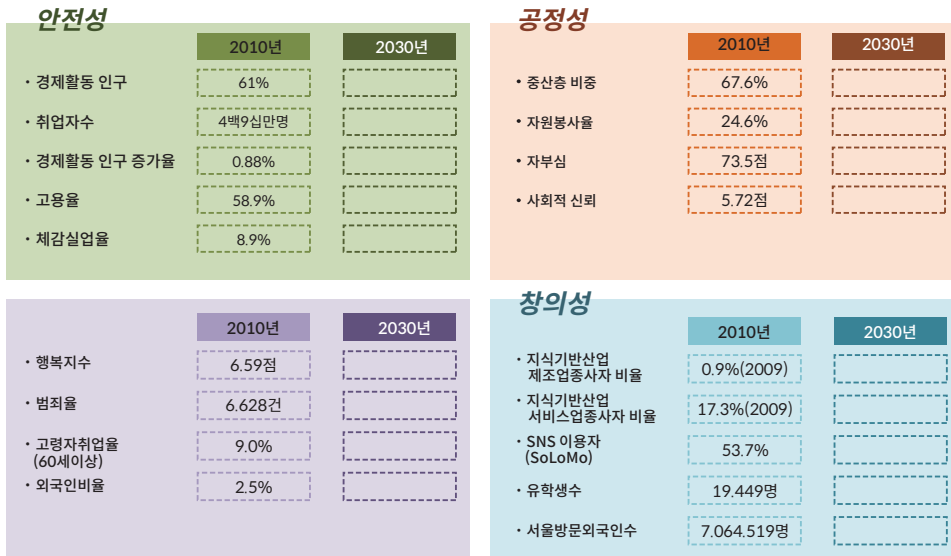 안전성
2010년 2030년
· 경제활동 인구 61%
· 취업자수 4백9십만명
· 경제활동 인구 증가율 0.88%
· 고용율 58.9%
· 체감실업율 8.9%
공정성
2010년 2030년
• 중산층 비중 67.6%
• 자원봉사율 24.6%
• 자부심 73.5점
• 사회적 신뢰 5.72점
2010년 2030년
· 행복지수 6.59점
· 범죄율 6.628건
· 고령자취업율 9.0%
(60세이상)
· 외국인비율 2.5%
창의성
2010년 2030년
· 지식기반산업
제조업종사자 비율 0.9%(2009)
· 지식기반산업
서비스업종사자 비율 17.3%(2009)
· SNS 이용자
(SoLoMo) 53.7%
· 유학생수 19.449명
· 서울방문외국인수 7.064.519명